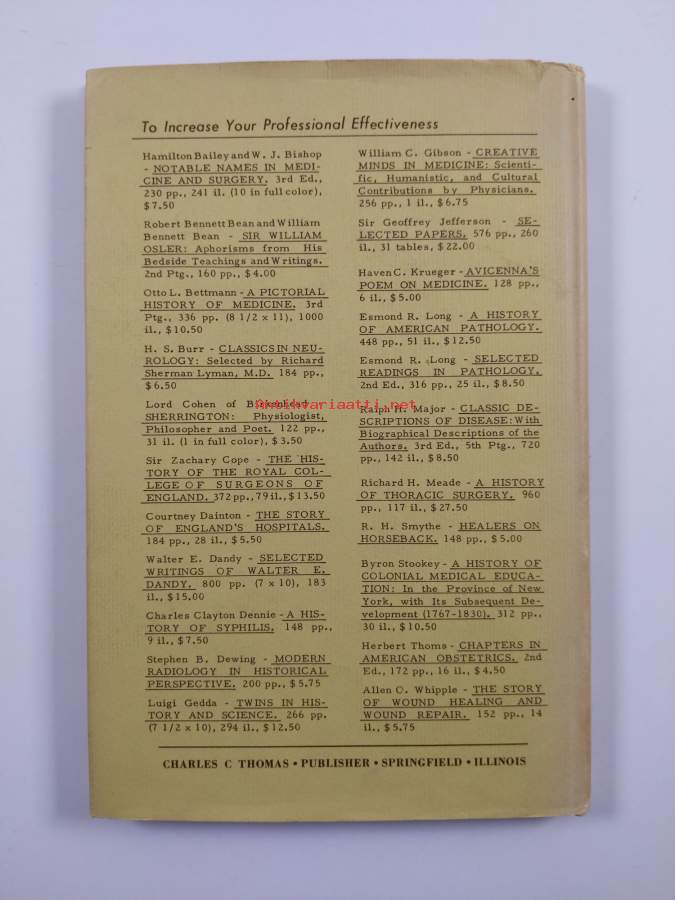 To Increase Your Professional Effectiveness
Hamilton Bailey and W. J. Bishop
- NOTABLE NAMES IN MEDI-
CINE AND SURGERY. 3rd Ed.,
230 pp., 241 il. (10 in full color),
$7.50
Robert Bennett Bean and William
Bennett Bean - SIR WILLIAM
OSLER: Aphorisms from His
Bedside Teachings and Writings.
2nd Ptg., 160 pp., $4.00
Otto L. Bettmann - A PICTORIAL
HISTORY OF MEDICINE. 3rd
Ptg., 336 pp. (8 1/2 x 11), 1000
il., $10.50
H. S. Burr - CLASSICS IN NEU-
ROLOGY: Selected by Richard
Sherman Lyman, M.D. 184 pp.,
$6.50
Lord Cohen of Birkenhead -
SHERRINGTON: Physiologist,
Philosopher and Poet. 122 pp.,
31 il. (1 in full color), $3.50
Sir Zachary Cope - THE HIS-
TORY OF THE ROYAL COL-
LEGE OF SURGEONS OF
ENGLAND. 372 pp., 79 il., $13.50
Courtney Dainton - THE STORY
OF ENGLAND'S HOSPITALS.
184 pp., 28 il., $5.50
Walter E. Dandy - SELECTED
WRITINGS OF WALTER E.
DANDY. 800 pp. (7 x 10), 183
il., $15.00
Charles Clayton Dennie - A HIS-
TORY OF SYPHILIS. 148 pp.,
9 il., $7.50
Stephen B. Dewing - MODERN
RADIOLOGY IN HISTORICAL
PERSPECTIVE. 200 pp., $5.75
Luigi Gedda - TWINS IN HIS-
TORY AND SCIENCE. 266 pp.
(7 1/2 x 10), 294 il., $12.50
William C. Gibson - CREATIVE
MINDS IN MEDICINE: Scienti-
fic, Humanistic, and Cultural
Contributions by Physicians.
256 pp., 1 il., $6.75
Sir Geoffrey Jefferson - SE-
LECTED PAPERS. 576 pp., 260
il., 31 tables, $22.00
Haven C. Krueger - AVICENNA'S
POEM ON MEDICINE. 128 pp.,
6 il., $5.00
Esmond R. Long - A HISTORY
OF AMERICAN PATHOLOGY.
448 pp., 51 il., $12.50
Esmond R. Long - SELECTED
READINGS IN PATHOLOGY.
2nd Ed., 316 pp., 25 il., $8.50
Ralph H. Major - CLASSIC DE-
SCRIPTIONS OF DISEASE: With
Biographical Descriptions of the
Authors. 3rd Ed., 5th Ptg., 720
pp., 142 il., $8.50
Richard H. Meade - A HISTORY
OF THORACIC SURGERY. 960
pp., 117 il., $27.50
R. H. Smythe - HEALERS ON
HORSEBACK. 148 pp., $5.00
Byron Stookey - A HISTORY OF
COLONIAL MEDICAL EDUCA-
TION: In the Province of New
York, with Its Subsequent De-
velopment (1767-1830). 312 pp.,
30 il., $10.50
Herbert Thoms - CHAPTERS IN
AMERICAN OBSTETRICS. 2nd
Ed., 172 pp., 16 il., $4.50
Allen O. Whipple - THE STORY
OF WOUND HEALING AND
WOUND REPAIR. 152 pp., 14
il., $5.75
CHARLES C THOMAS • PUBLISHER • SPRINGFIELD • ILLINOIS
Antikvariaatti.net